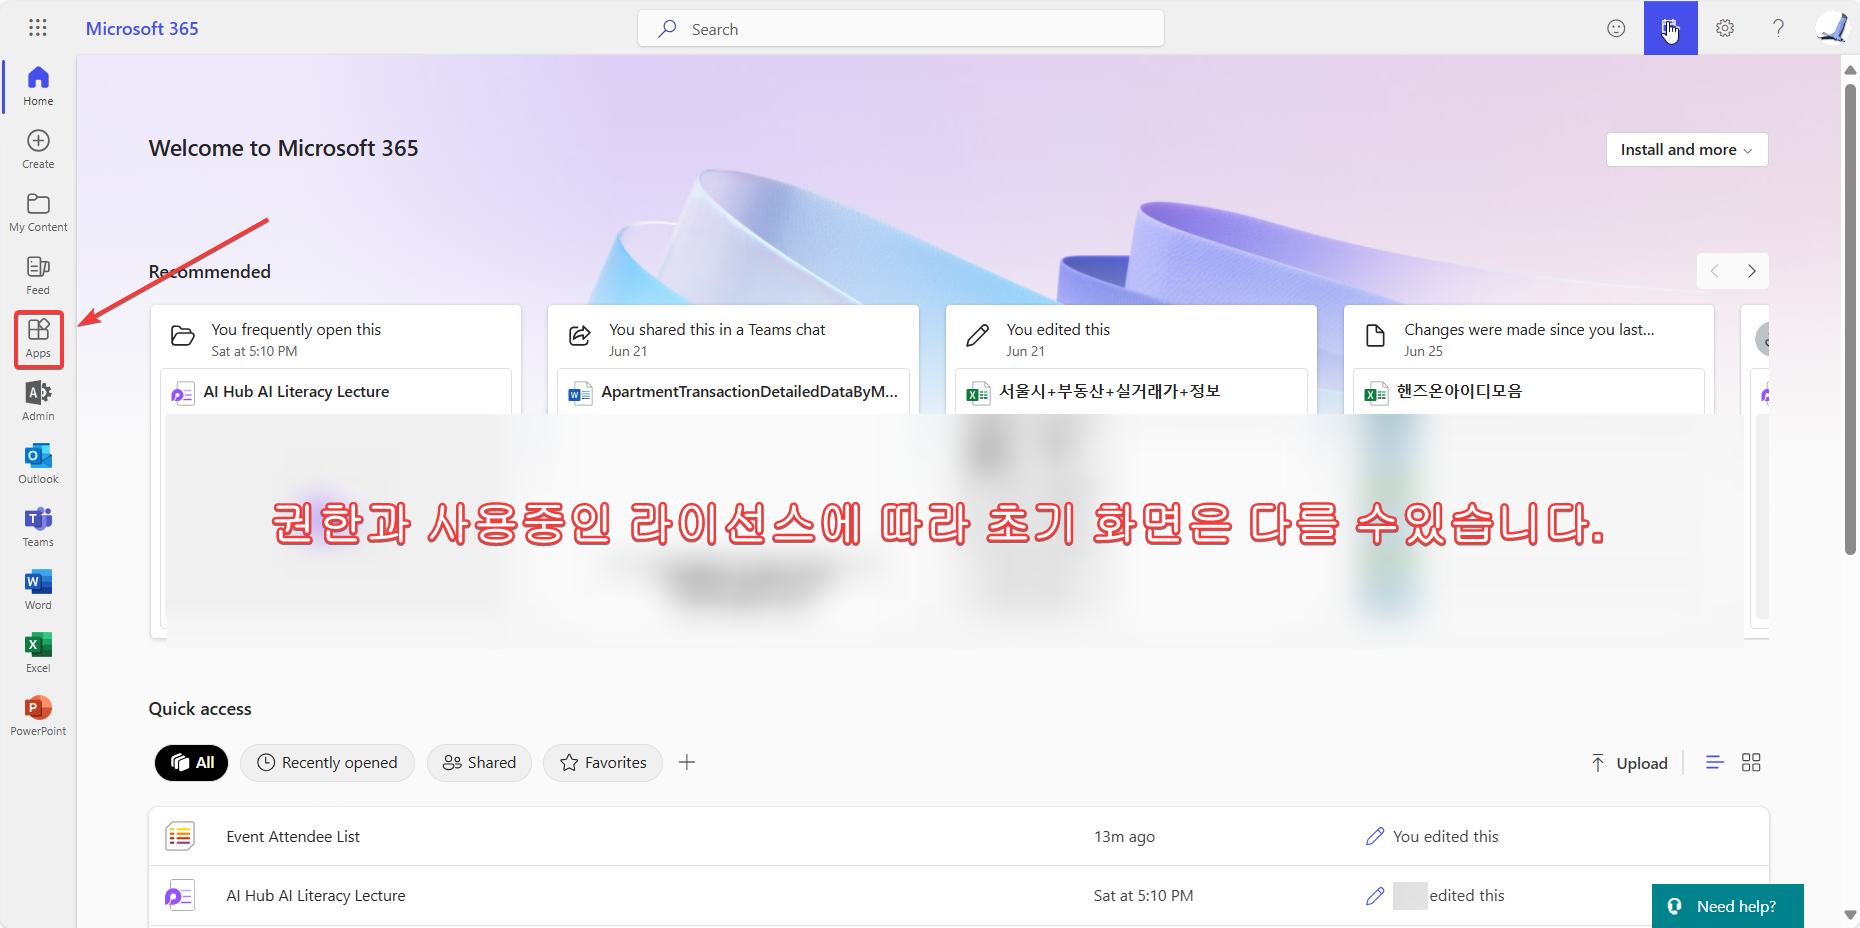 Microsoft 365
Search
Home
Create
My Content
Feed
Apps
Admin
Outlook
Teams
Word
Excel
PowerPoint
Welcome to Microsoft 365
Install and more
Recommended
You frequently open this
Sat at 5:10 PM
AI Hub AI Literacy Lecture
You shared this in a Teams chat
Jun 21
ApartmentTransactionDetailedDataByM...
You edited this
Jun 21
서울시+부동산+실거래가+정보
Changes were made since you last...
Jun 25
핸즈온아이디모음
권한과 사용중인 라이선스에 따라 초기 화면은 다를 수있습니다.
Quick access
All
Recently opened
Shared
Favorites
Upload
Event Attendee List
13m ago
You edited this
AI Hub AI Literacy Lecture
Sat at 5:10 PM
edited this
Need help?